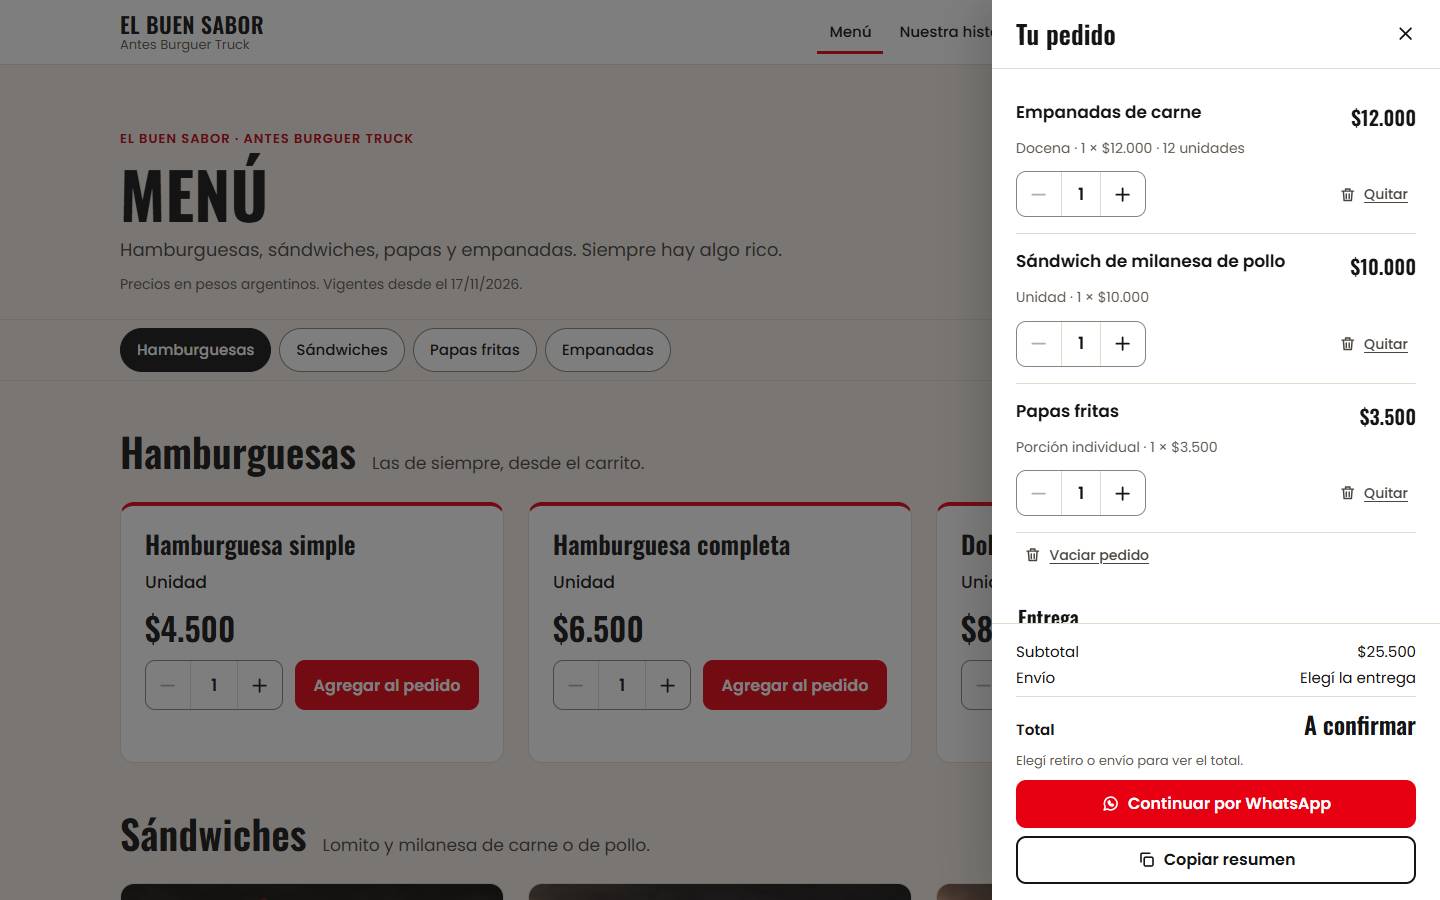 EL BUEN SABOR
Antes Burguer Truck
Menú
Nuestra hist
EL BUEN SABOR · ANTES BURGUER TRUCK
MENÚ
Hamburguesas, sándwiches, papas y empanadas. Siempre hay algo rico.
Precios en pesos argentinos. Vigentes desde el 17/11/2026.
Hamburguesas
Sándwiches
Papas fritas
Empanadas
Hamburguesas
Las de siempre, desde el carrito.
Hamburguesa simple
Unidad
$4.500
1
Agregar al pedido
Hamburguesa completa
Unidad
$6.500
1
Agregar al pedido
Sándwiches
Lomito y milanesa de carne o de pollo.
Tu pedido
Empanadas de carne
$12.000
Docena · 1 × $12.000 · 12 unidades
1
Quitar
Sándwich de milanesa de pollo
$10.000
Unidad · 1 × $10.000
1
Quitar
Papas fritas
$3.500
Porción individual · 1 × $3.500
1
Quitar
Vaciar pedido
Entrega
Subtotal
$25.500
Envío
Elegí la entrega
Total
A confirmar
Elegí retiro o envío para ver el total.
Continuar por WhatsApp
Copiar resumen